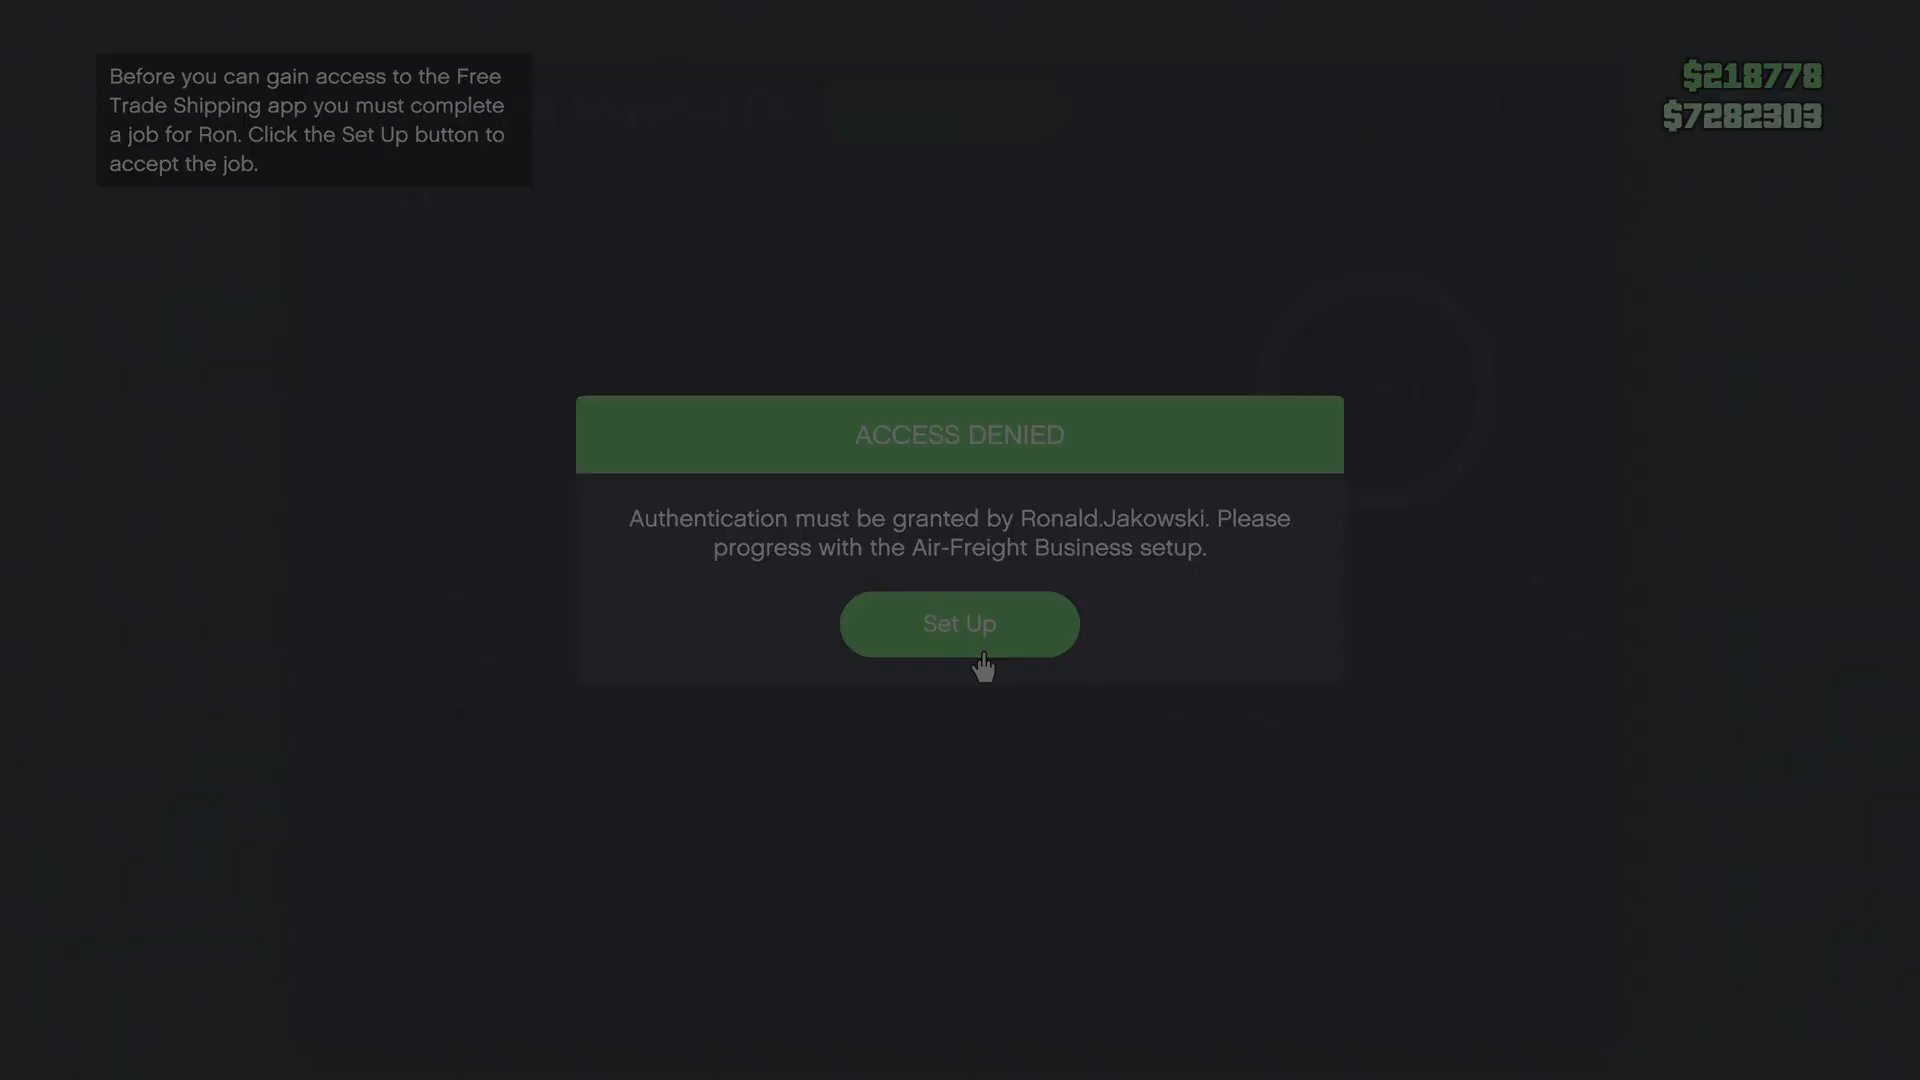 Before you can gain access to the Free
Trade Shipping app you must complete
a job for Ron. Click the Set Up button to
accept the job.
$218778
$7282303
ACCESS DENIED
Authentication must be granted by Ronald.Jakowski. Please
progress with the Air-Freight Business setup.
Set Up